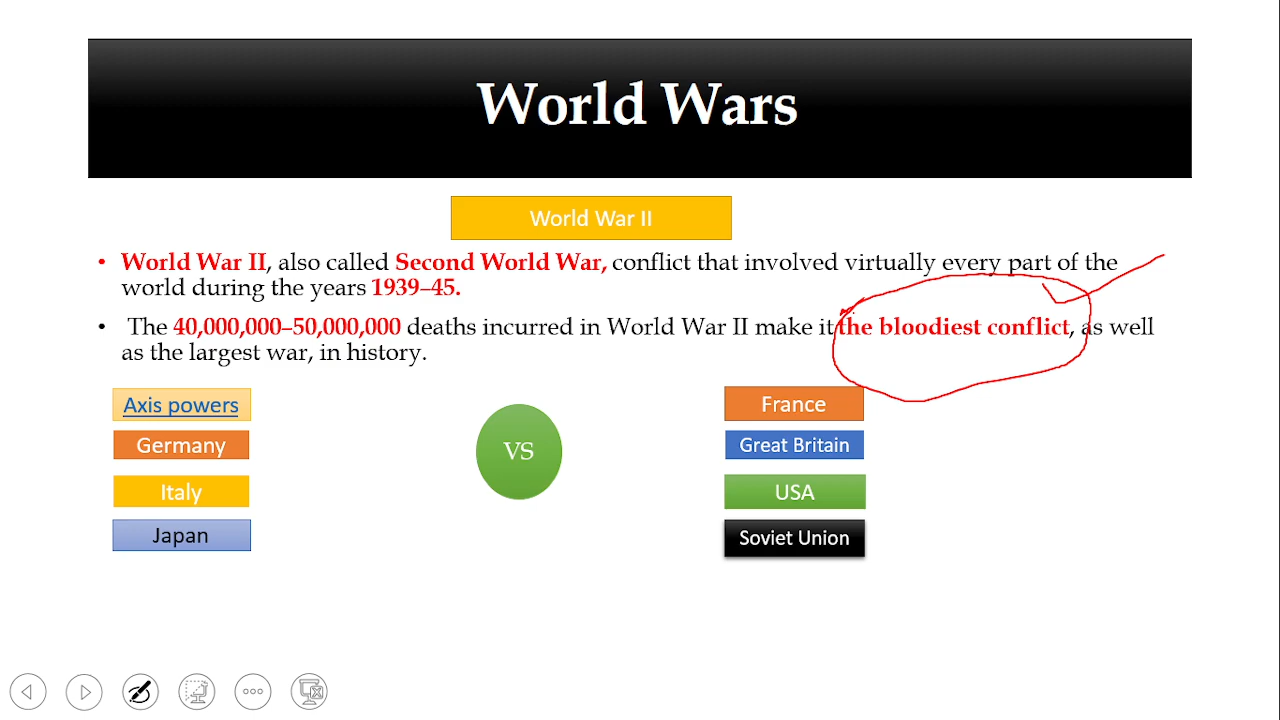 World Wars
World War II
• World War II, also called Second World War, conflict that involved virtually every part of the
world during the years 1939–45.
• The 40,000,000–50,000,000 deaths incurred in World War II make it the bloodiest conflict, as well
as the largest war, in history.
Axis powers
Germany
Italy
Japan
VS
France
Great Britain
USA
Soviet Union